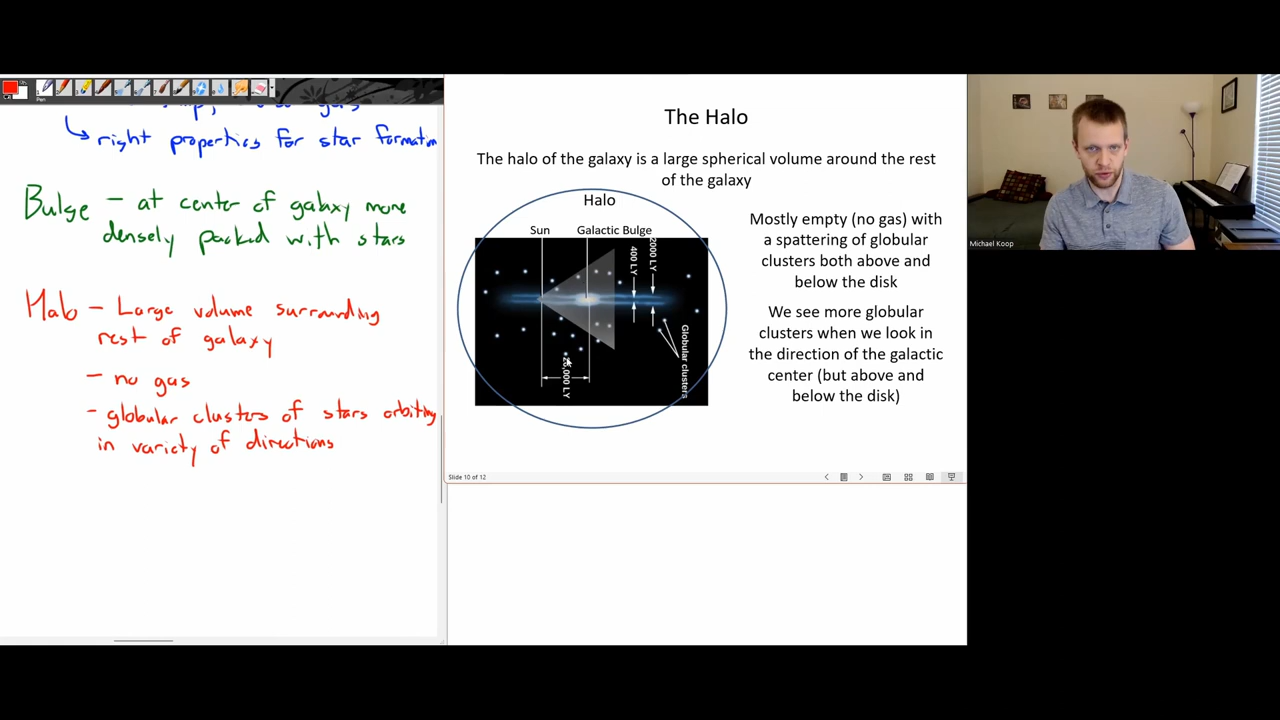 Pen
right properties for star formation
Bulge – at center of galaxy more
densely packed with stars
Halo – Large volume surrounding
rest of galaxy
– no gas
- globular clusters of stars orbiting
in variety of directions
The Halo
The halo of the galaxy is a large spherical volume around the rest
of the galaxy
Halo
Sun
Galactic Bulge
400 LY
2000 LY
Globular clusters
26,000 LY
Mostly empty (no gas) with
a spattering of globular
clusters both above and
below the disk
We see more globular
clusters when we look in
the direction of the galactic
center (but above and
below the disk)
Slide 10 of 12
Michael Koop